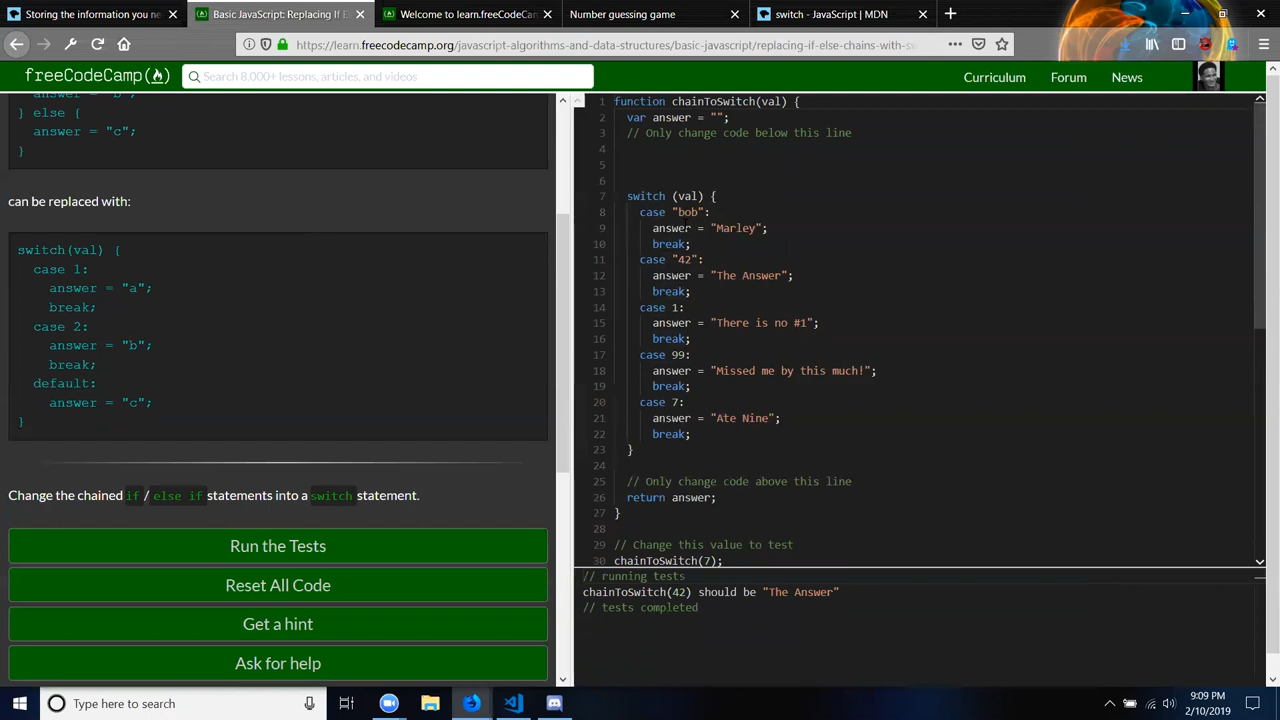 Storing the information you ne
Basic JavaScript: Replacing If E
Welcome to learn.freeCodeCam
Number guessing game
switch - JavaScript | MDN
https://learn.freecodecamp.org/javascript-algorithms-and-data-structures/basic-javascript/replacing-if-else-chains-with-sw
freeCodeCamp
Search 8,000+ lessons, articles, and videos
Curriculum
Forum
News
answer = "b";
} else {
answer = "c";
}
can be replaced with:
switch(val) {
case 1:
answer = "a";
break;
case 2:
answer = "b";
break;
default:
answer = "c";
}
Change the chained if / else if statements into a switch statement.
Run the Tests
Reset All Code
Get a hint
Ask for help
1 function chainToSwitch(val) {
2 var answer = "";
3 // Only change code below this line
4
5
6
7 switch (val) {
8 case "bob":
9 answer = "Marley";
10 break;
11 case "42":
12 answer = "The Answer";
13 break;
14 case 1:
15 answer = "There is no #1";
16 break;
17 case 99:
18 answer = "Missed me by this much!";
19 break;
20 case 7:
21 answer = "Ate Nine";
22 break;
23 }
24
25 // Only change code above this line
26 return answer;
27 }
28
29 // Change this value to test
30 chainToSwitch(7);
// running tests
chainToSwitch(42) should be "The Answer"
// tests completed
Type here to search
9:09 PM
2/10/2019